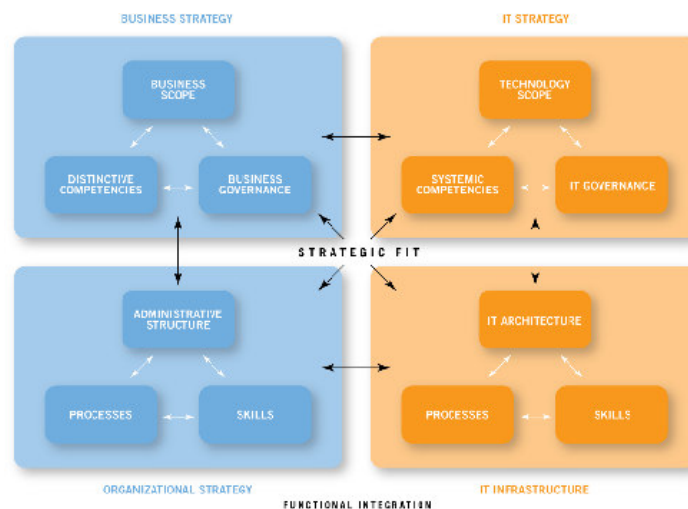 BUSINESS STRATEGY
IT STRATEGY
BUSINESS
SCOPE
TECHNOLOGY
SCOPE
DISTINCTIVE
COMPETENCIES
BUSINESS
GOVERNANCE
SYSTEMIC
COMPETENCIES
IT GOVERNANCE
STRATEGIC FIT
ADMINISTRATIVE
STRUCTURE
IT ARCHITECTURE
PROCESSES
SKILLS
PROCESSES
SKILLS
ORGANIZATIONAL STRATEGY
IT INFRASTRUCTURE
FUNCTIONAL INTEGRATION